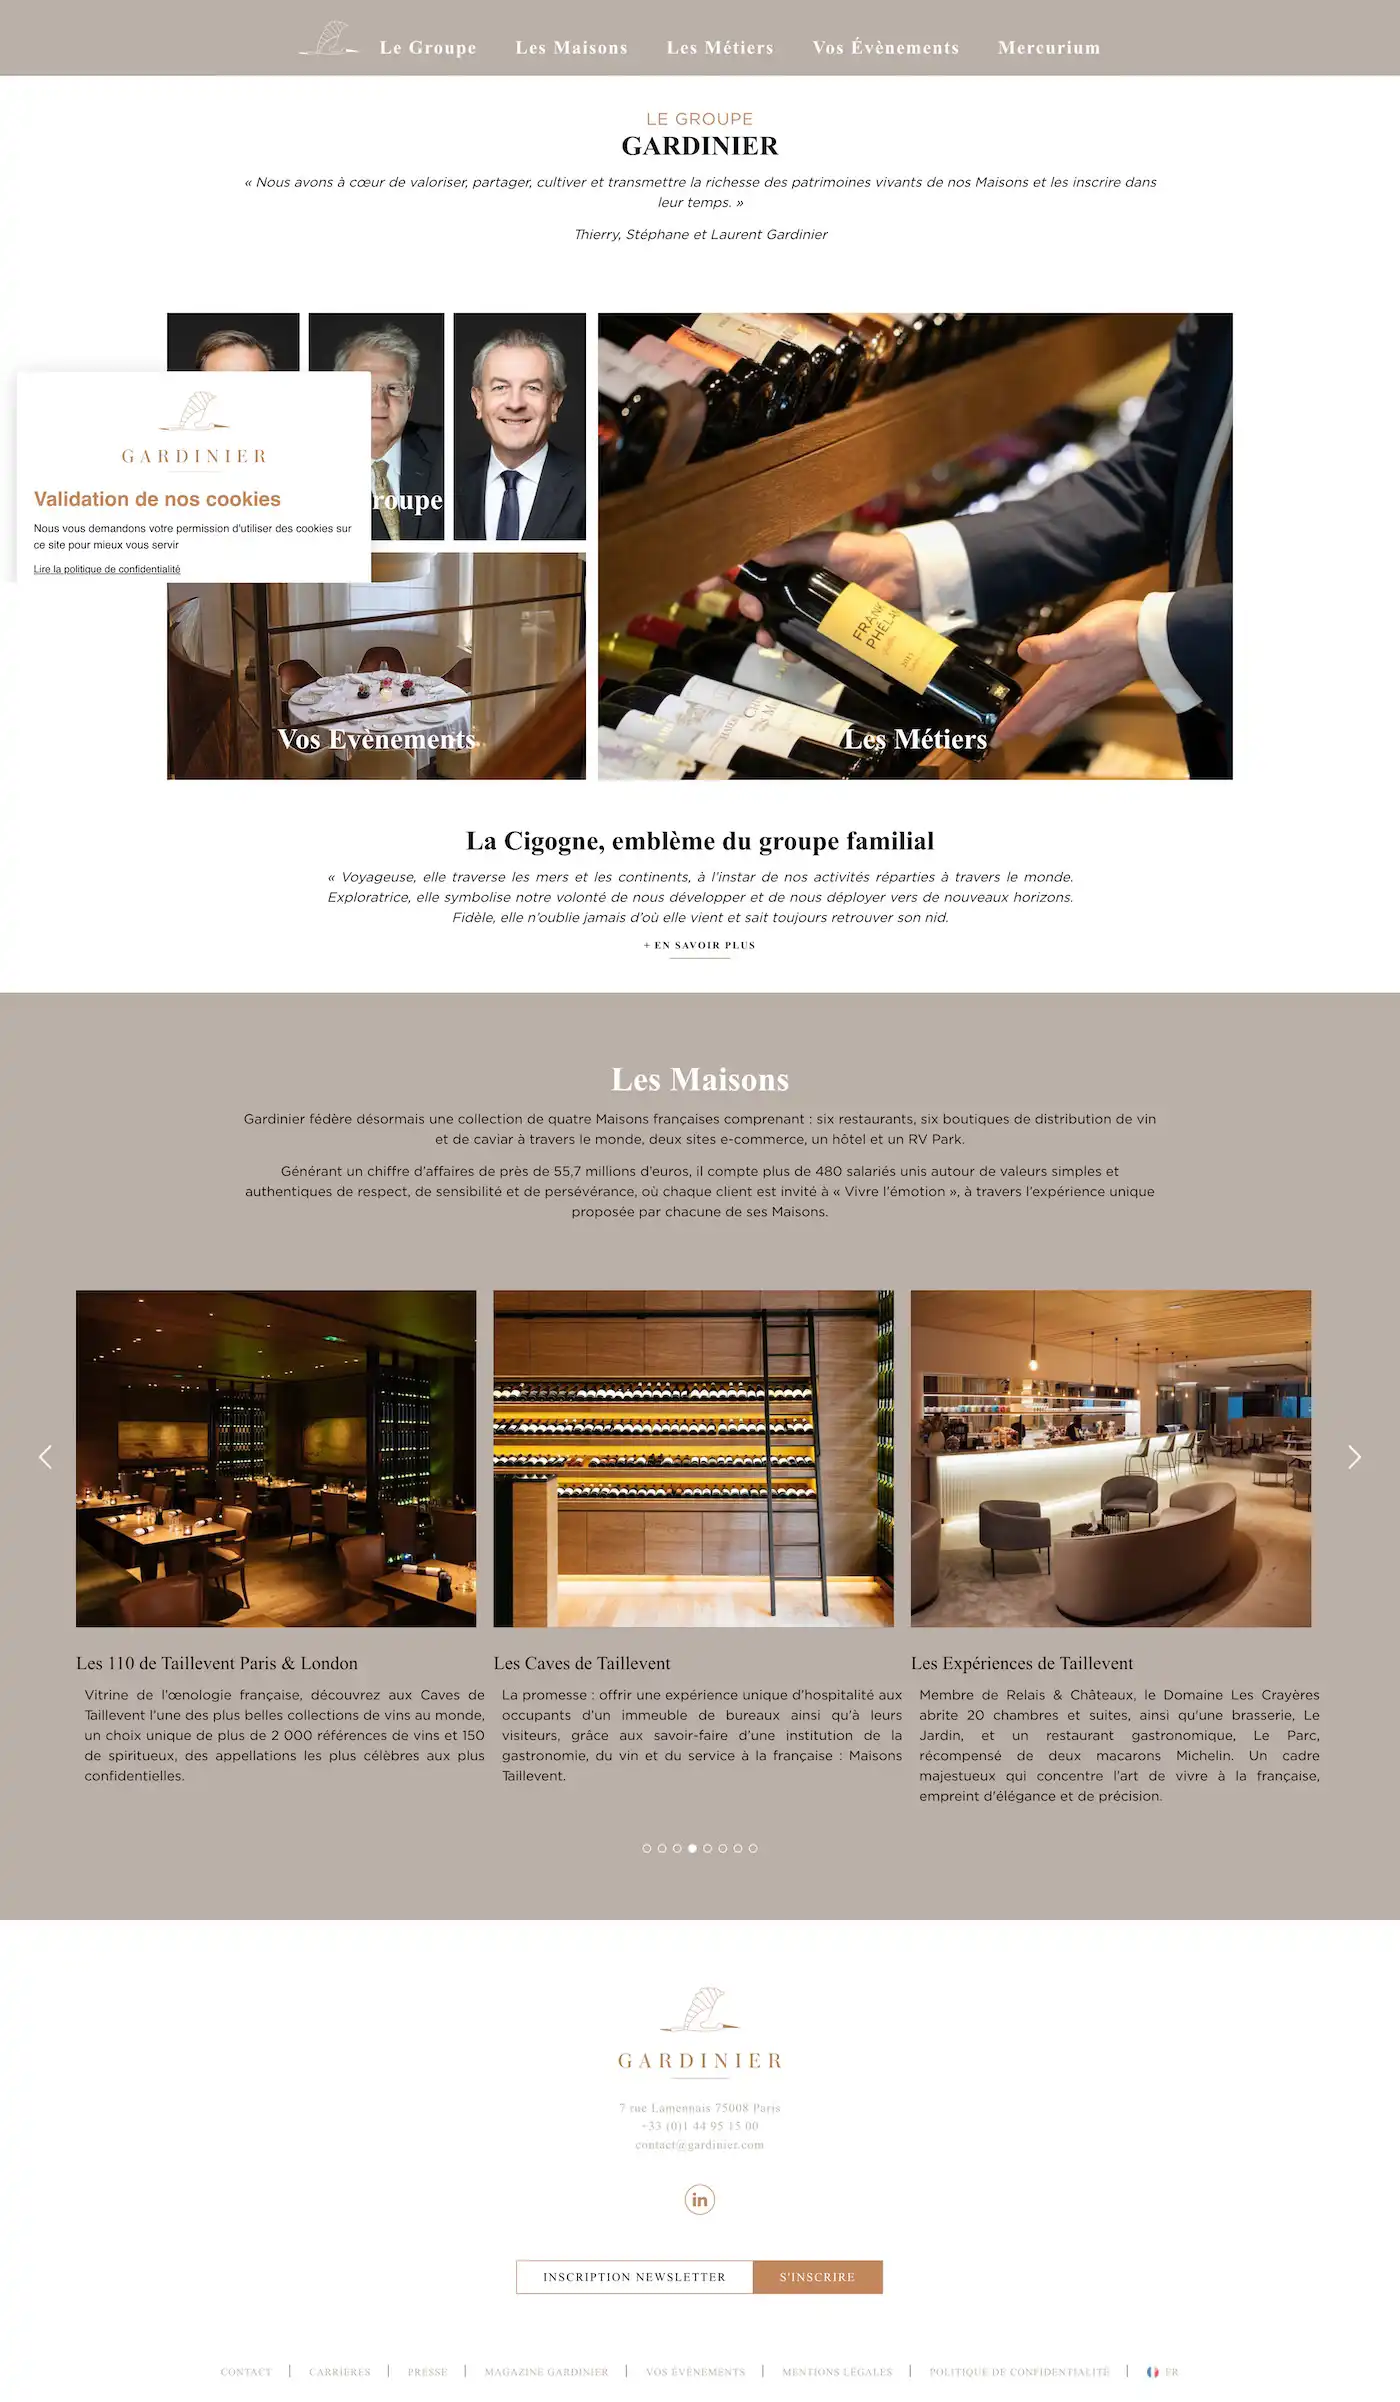 Le Groupe
Les Maisons
Les Métiers
Vos Évènements
Mercurium
LE GROUPE
GARDINIER
« Nous avons à cœur de valoriser, partager, cultiver et transmettre la richesse des patrimoines vivants de nos Maisons et les inscrire dans
leur temps. »
Thierry, Stéphane et Laurent Gardinier
GARDINIER
Validation de nos cookies
Nous vous demandons votre permission d'utiliser des cookies sur
ce site pour mieux vous servir
Lire la politique de confidentialité
roupe
FRANK
PHÉLAN
2013
Vos Evènements
Les Métiers
La Cigogne, emblème du groupe familial
« Voyageuse, elle traverse les mers et les continents, à l'instar de nos activités réparties à travers le monde.
Exploratrice, elle symbolise notre volonté de nous développer et de nous déployer vers de nouveaux horizons.
Fidèle, elle n'oublie jamais d'où elle vient et sait toujours retrouver son nid.
+ EN SAVOIR PLUS
Les Maisons
Gardinier fédère désormais une collection de quatre Maisons françaises comprenant : six restaurants, six boutiques de distribution de vin
et de caviar à travers le monde, deux sites e-commerce, un hôtel et un RV Park.
Générant un chiffre d'affaires de près de 55,7 millions d'euros, il compte plus de 480 salariés unis autour de valeurs simples et
authentiques de respect, de sensibilité et de persévérance, où chaque client est invité à « Vivre l'émotion », à travers l'expérience unique
proposée par chacune de ses Maisons.
Les 110 de Taillevent Paris & London
Vitrine de l'œnologie française, découvrez aux Caves de
Taillevent l'une des plus belles collections de vins au monde,
un choix unique de plus de 2 000 références de vins et 150
de spiritueux, des appellations les plus célèbres aux plus
confidentielles.
Les Caves de Taillevent
La promesse : offrir une expérience unique d'hospitalité aux
occupants d'un immeuble de bureaux ainsi qu'à leurs
visiteurs, grâce aux savoir-faire d'une institution de la
gastronomie, du vin et du service à la française : Maisons
Taillevent.
Les Expériences de Taillevent
Membre de Relais & Châteaux, le Domaine Les Crayères
abrite 20 chambres et suites, ainsi qu'une brasserie, Le
Jardin, et un restaurant gastronomique, Le Parc,
récompensé de deux macarons Michelin. Un cadre
majestueux qui concentre l'art de vivre à la française,
empreint d'élégance et de précision.
GARDINIER
7 rue Lamennais 75008 Paris
+33 (0)1 44 95 15 00
contact@gardinier.com
in
INSCRIPTION NEWSLETTER
S'INSCRIRE
CONTACT
CARRIÈRES
PRESSE
MAGAZINE GARDINIER
VOS ÉVÈNEMENTS
MENTIONS LÉGALES
POLITIQUE DE CONFIDENTIALITÉ
FR